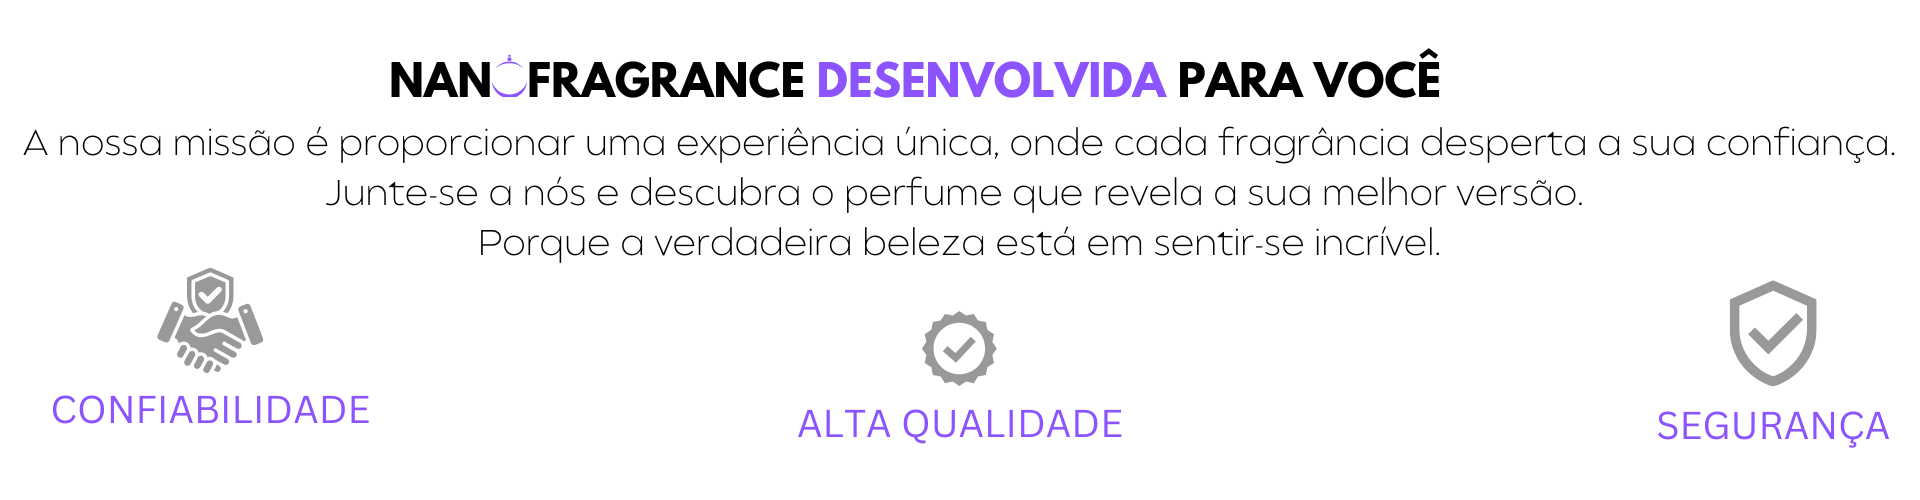 NANOFRAGRANCE DESENVOLVIDA PARA VOCÊ
A nossa missão é proporcionar uma experiência única, onde cada fragrância desperta a sua confiança.
Junte-se a nós e descubra o perfume que revela a sua melhor versão.
Porque a verdadeira beleza está em sentir-se incrível.
CONFIABILIDADE
ALTA QUALIDADE
SEGURANÇA